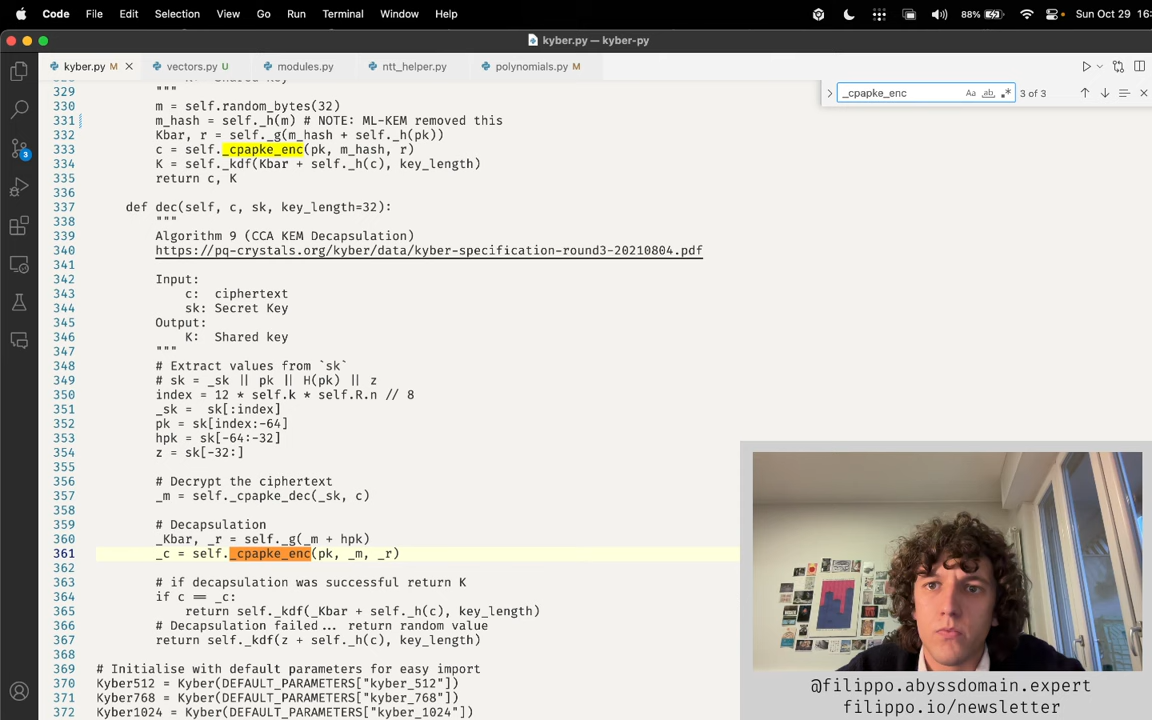 Code File Edit Selection View Go Run Terminal Window Help 88% Sun Oct 29 16:
kyber.py — kyber-py
kyber.py M vectors.py U modules.py ntt_helper.py polynomials.py M
_cpapke_enc Aa ab 3 of 3
329 """
330 m = self.random_bytes(32)
331 m_hash = self._h(m) # NOTE: ML-KEM removed this
332 Kbar, r = self._g(m_hash + self._h(pk))
333 c = self._cpapke_enc(pk, m_hash, r)
334 K = self._kdf(Kbar + self._h(c), key_length)
335 return c, K
336
337 def dec(self, c, sk, key_length=32):
338 """
339 Algorithm 9 (CCA KEM Decapsulation)
340 https://pq-crystals.org/kyber/data/kyber-specification-round3-20210804.pdf
341
342 Input:
343 c: ciphertext
344 sk: Secret Key
345 Output:
346 K: Shared key
347 """
348 # Extract values from `sk`
349 # sk = _sk || pk || H(pk) || z
350 index = 12 * self.k * self.R.n // 8
351 _sk = sk[:index]
352 pk = sk[index:-64]
353 hpk = sk[-64:-32]
354 z = sk[-32:]
355
356 # Decrypt the ciphertext
357 _m = self._cpapke_dec(_sk, c)
358
359 # Decapsulation
360 _Kbar, _r = self._g(_m + hpk)
361 _c = self._cpapke_enc(pk, _m, _r)
362
363 # if decapsulation was successful return K
364 if c == _c:
365 return self._kdf(_Kbar + self._h(c), key_length)
366 # Decapsulation failed... return random value
367 return self._kdf(z + self._h(c), key_length)
368
369 # Initialise with default parameters for easy import
370 Kyber512 = Kyber(DEFAULT_PARAMETERS["kyber_512"])
371 Kyber768 = Kyber(DEFAULT_PARAMETERS["kyber_768"])
372 Kyber1024 = Kyber(DEFAULT_PARAMETERS["kyber_1024"])
3
@filippo.abyssdomain.expert
filippo.io/newsletter